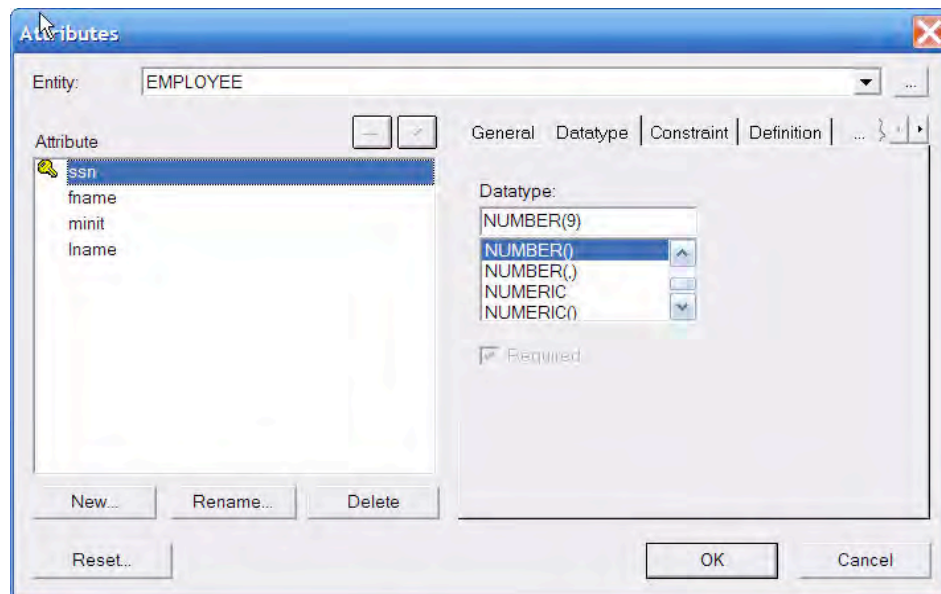 Attributes
Entity: EMPLOYEE ...
Attribute
General Datatype Constraint Definition ...
ssn
fname
minit
lname
Datatype:
NUMBER(9)
NUMBER()
NUMBER(,)
NUMERIC
NUMERIC()
Required
New... Rename... Delete
Reset... OK Cancel